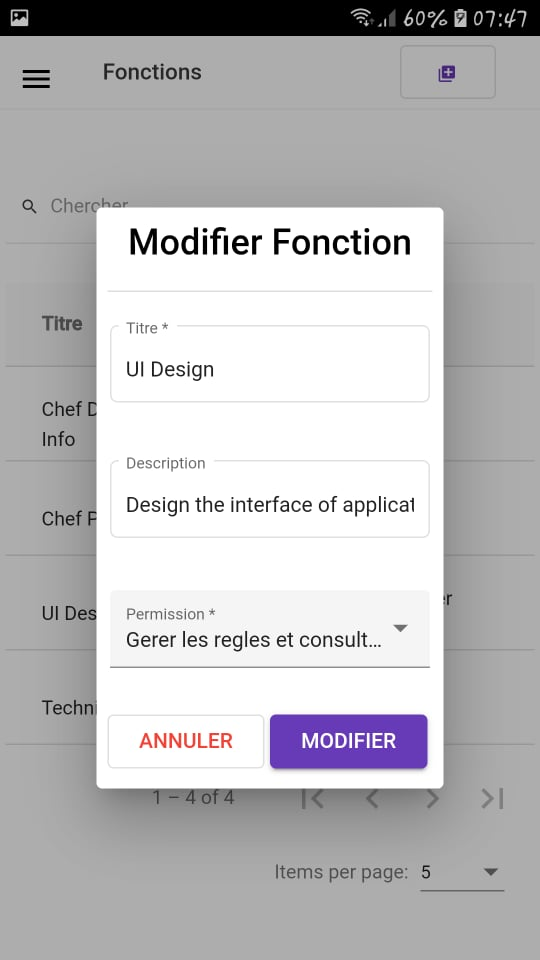 60% 07:47
Fonctions
Chercher
Modifier Fonction
Titre
Titre *
UI Design
Chef D
Info
Description
Design the interface of applicat
Chef P
er
UI Des
Permission *
Gerer les regles et consult...
Techni
ANNULER
MODIFIER
1 – 4 of 4
Items per page: 5